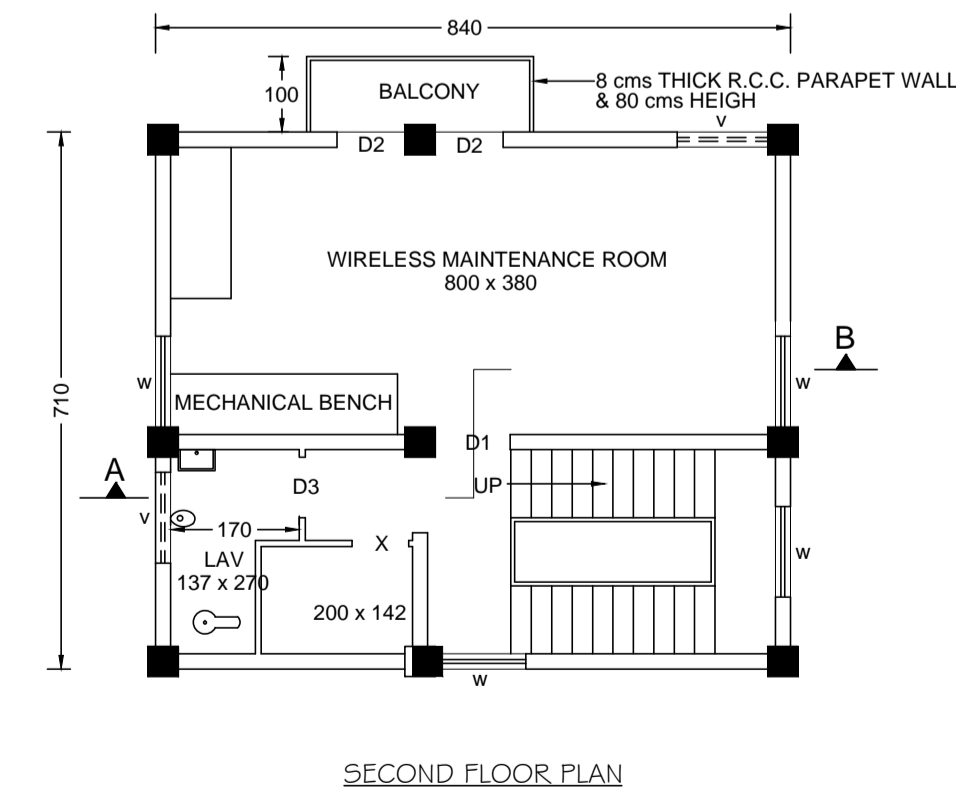 840
100
BALCONY
8 cms THICK R.C.C. PARAPET WALL
& 80 cms HEIGH
v
D2
D2
WIRELESS MAINTENANCE ROOM
800 x 380
B
710
w
w
MECHANICAL BENCH
D1
A
D3
UP
v
170
X
LAV
137 x 270
w
200 x 142
w
SECOND FLOOR PLAN